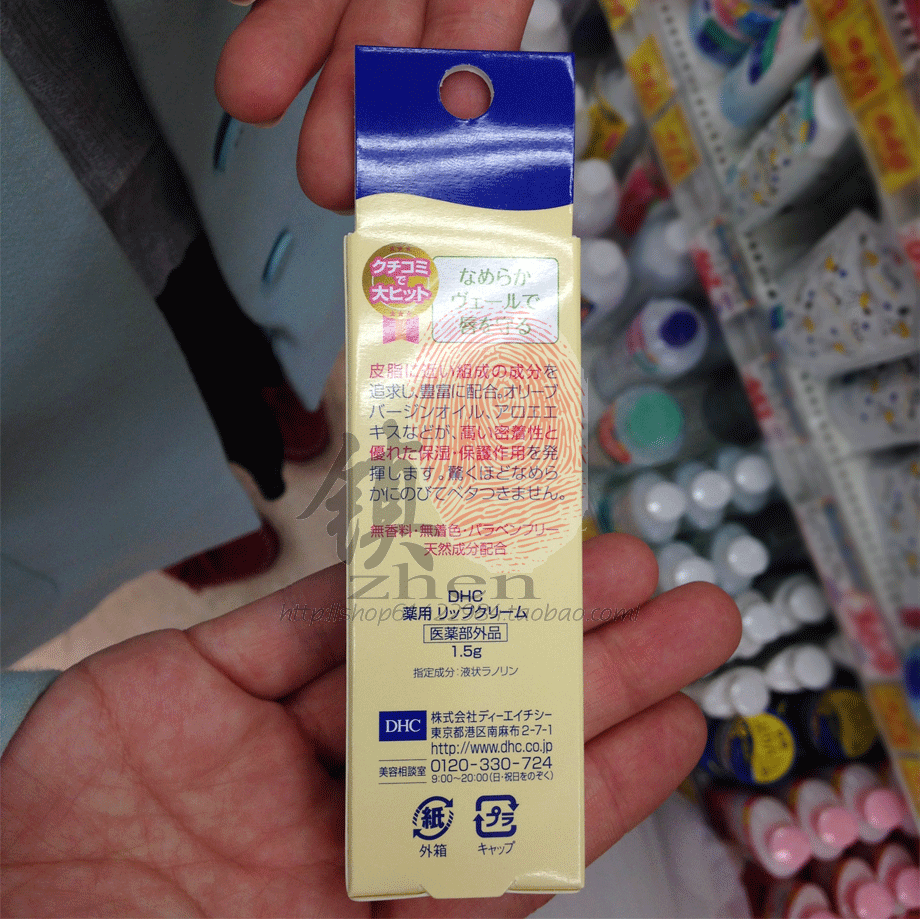 クチコミ
で
大ヒット
なめらか
ヴェールで
唇を守る
皮脂に近い組成の成分を
追求し、豊富に配合。オリーブ
バージンオイル、アロエエ
キスなどが、高い密着性と
優れた保湿・保護作用を発
揮します。驚くほどなめら
かにのびてベタつきません。
無香料・無着色・パラベンフリー
天然成分配合
zhen
DHC
薬用 リップクリーム
医薬部外品
1.5g
指定成分:液状ラノリン
DHC
株式会社ディーエイチシー
東京都港区南麻布2-7-1
http://www.dhc.co.jp
美容相談室
0120-330-724
9:00~20:00(日・祝日をのぞく)
紙
外箱
プラ
キャップ